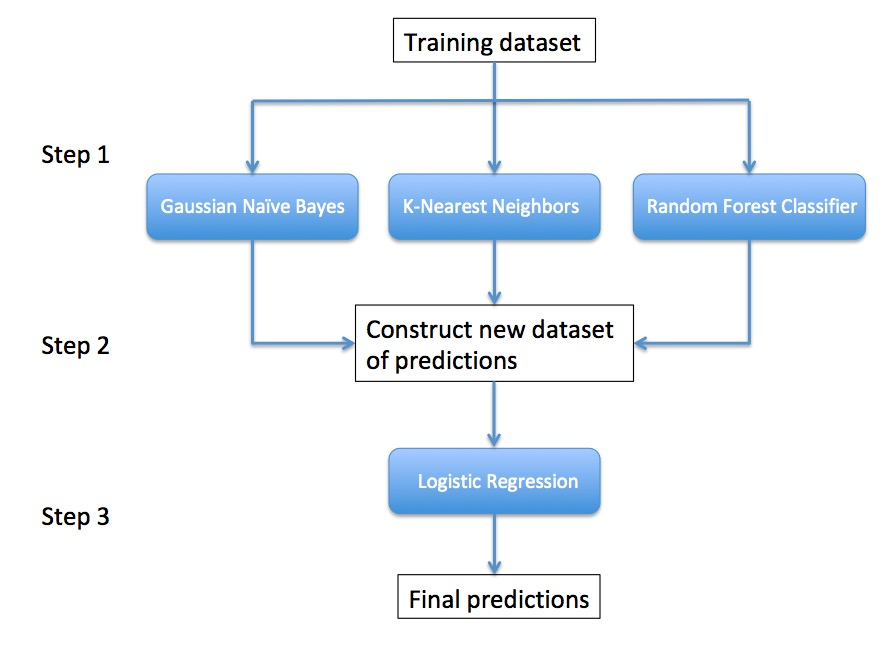 Training dataset
Step 1
Gaussian Naïve Bayes
K-Nearest Neighbors
Random Forest Classifier
Step 2
Construct new dataset
of predictions
Logistic Regression
Step 3
Final predictions